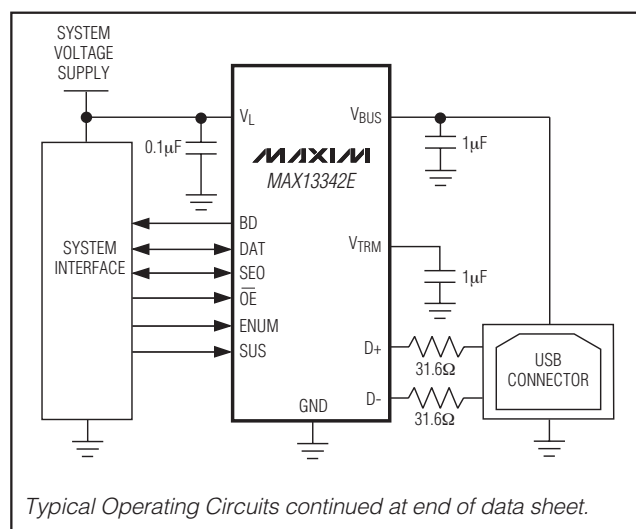 SYSTEM
VOLTAGE
SUPPLY
VL
VBUS
0.1μF
1μF
MAXIM
MAX13342E
SYSTEM
INTERFACE
BD
DAT
SEO
OE
ENUM
SUS
VTRM
1μF
D+
31.6Ω
D-
31.6Ω
USB
CONNECTOR
GND
Typical Operating Circuits continued at end of data sheet.